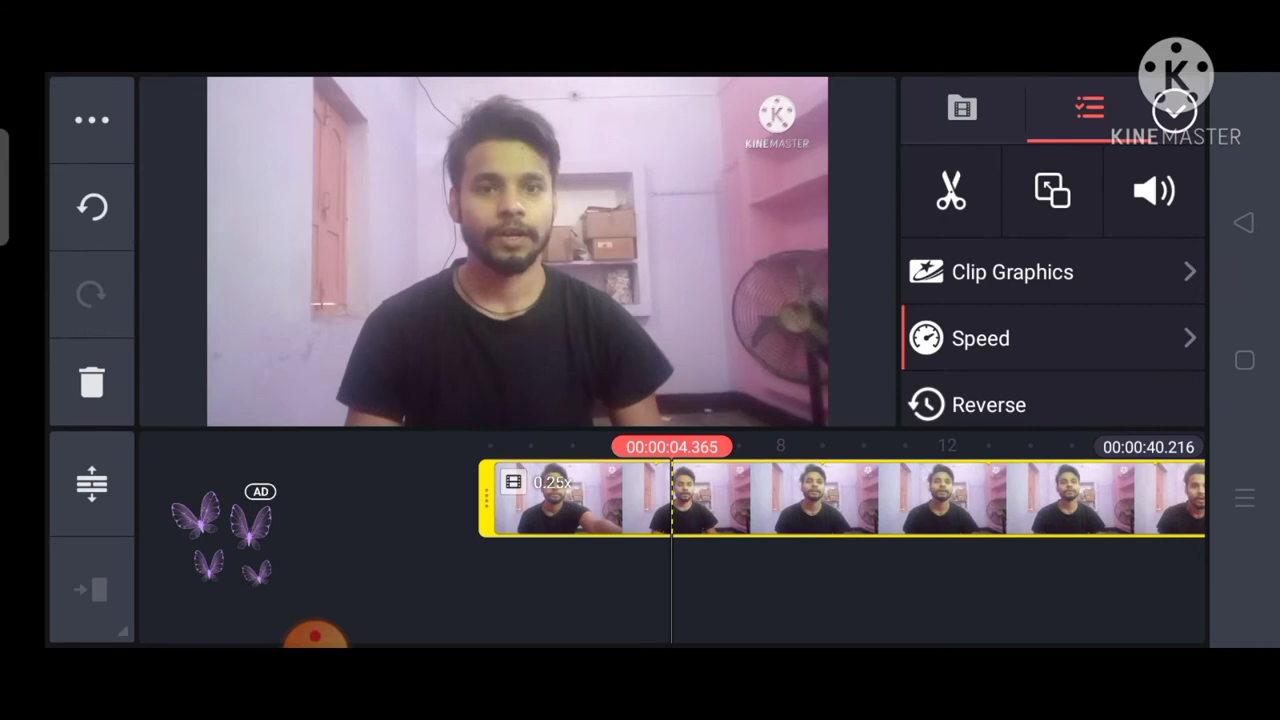 K
KINEMASTER
K
KINEMASTER
Clip Graphics
Speed
Reverse
00:00:04.365
8
12
00:00:40.216
0.25x
AD